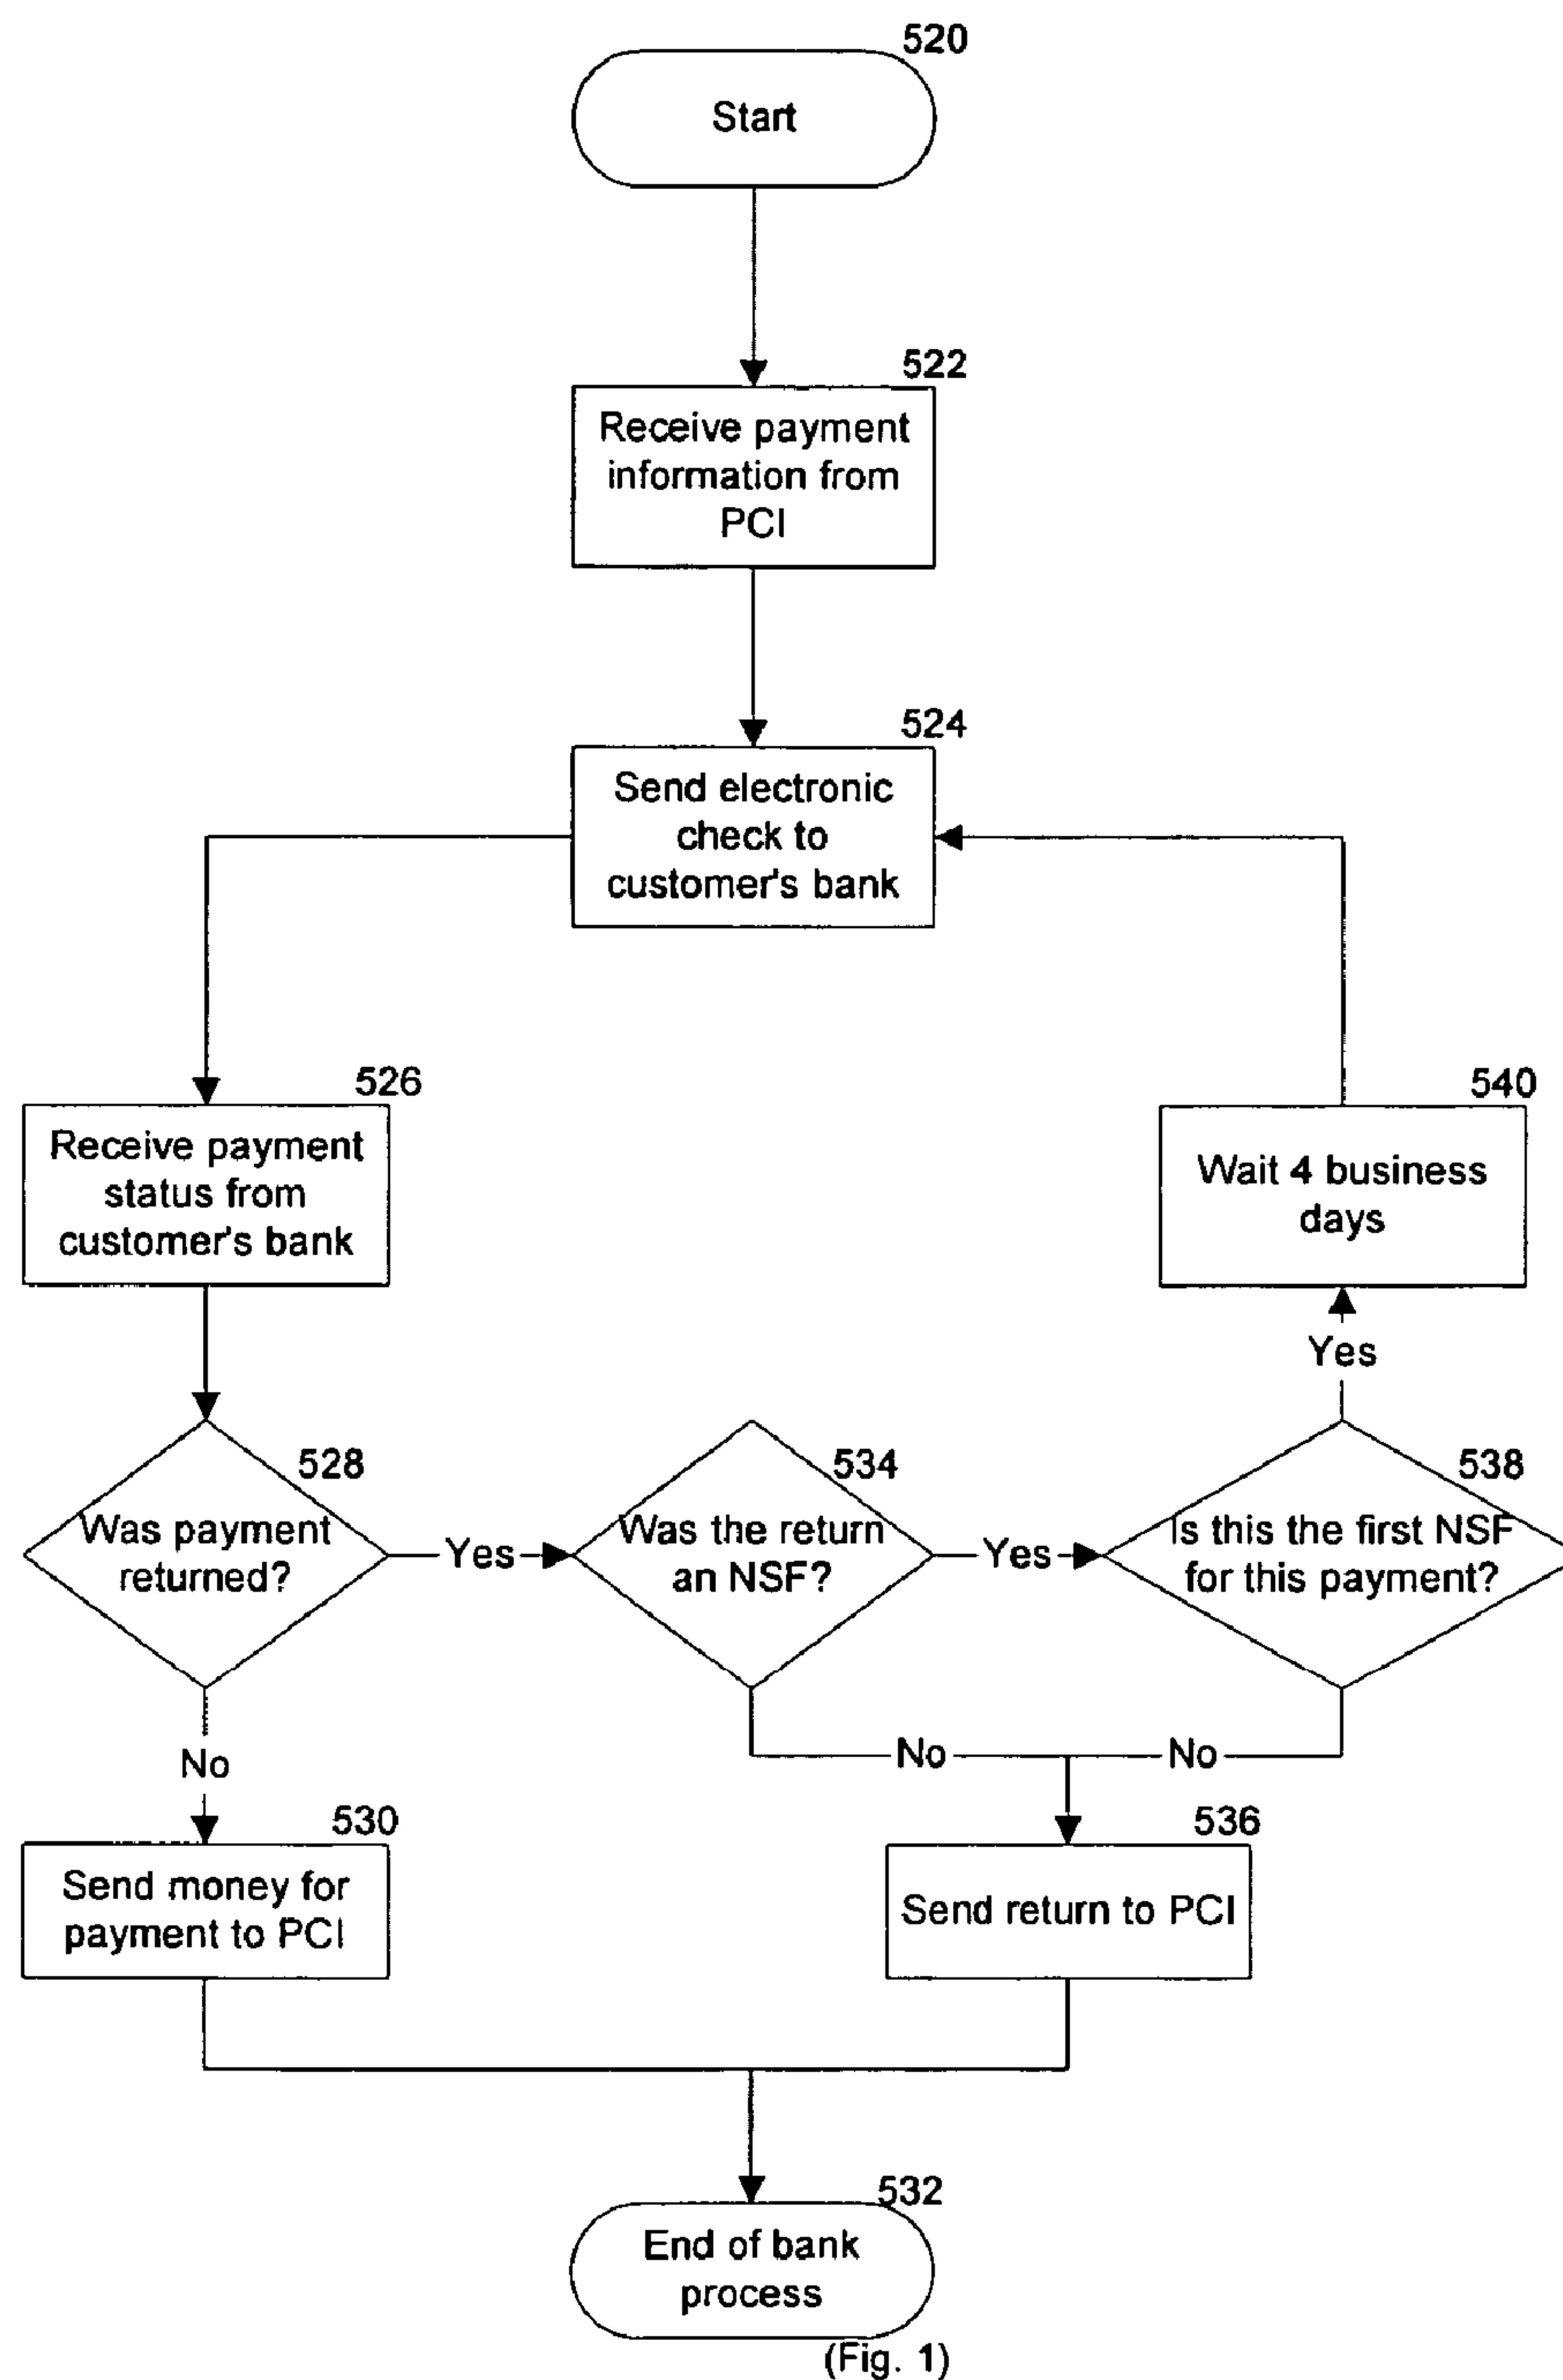 520
Start
522
Receive payment
information from
PCI
524
Send electronic
check to
customer's bank
526
Receive payment
status from
customer's bank
540
Wait 4 business
days
Yes
528
Was payment
returned?
Yes
534
Was the return
an NSF?
Yes
538
Is this the first NSF
for this payment?
No
No
No
530
Send money for
payment to PCI
536
Send return to PCI
532
End of bank
process
(Fig. 1)